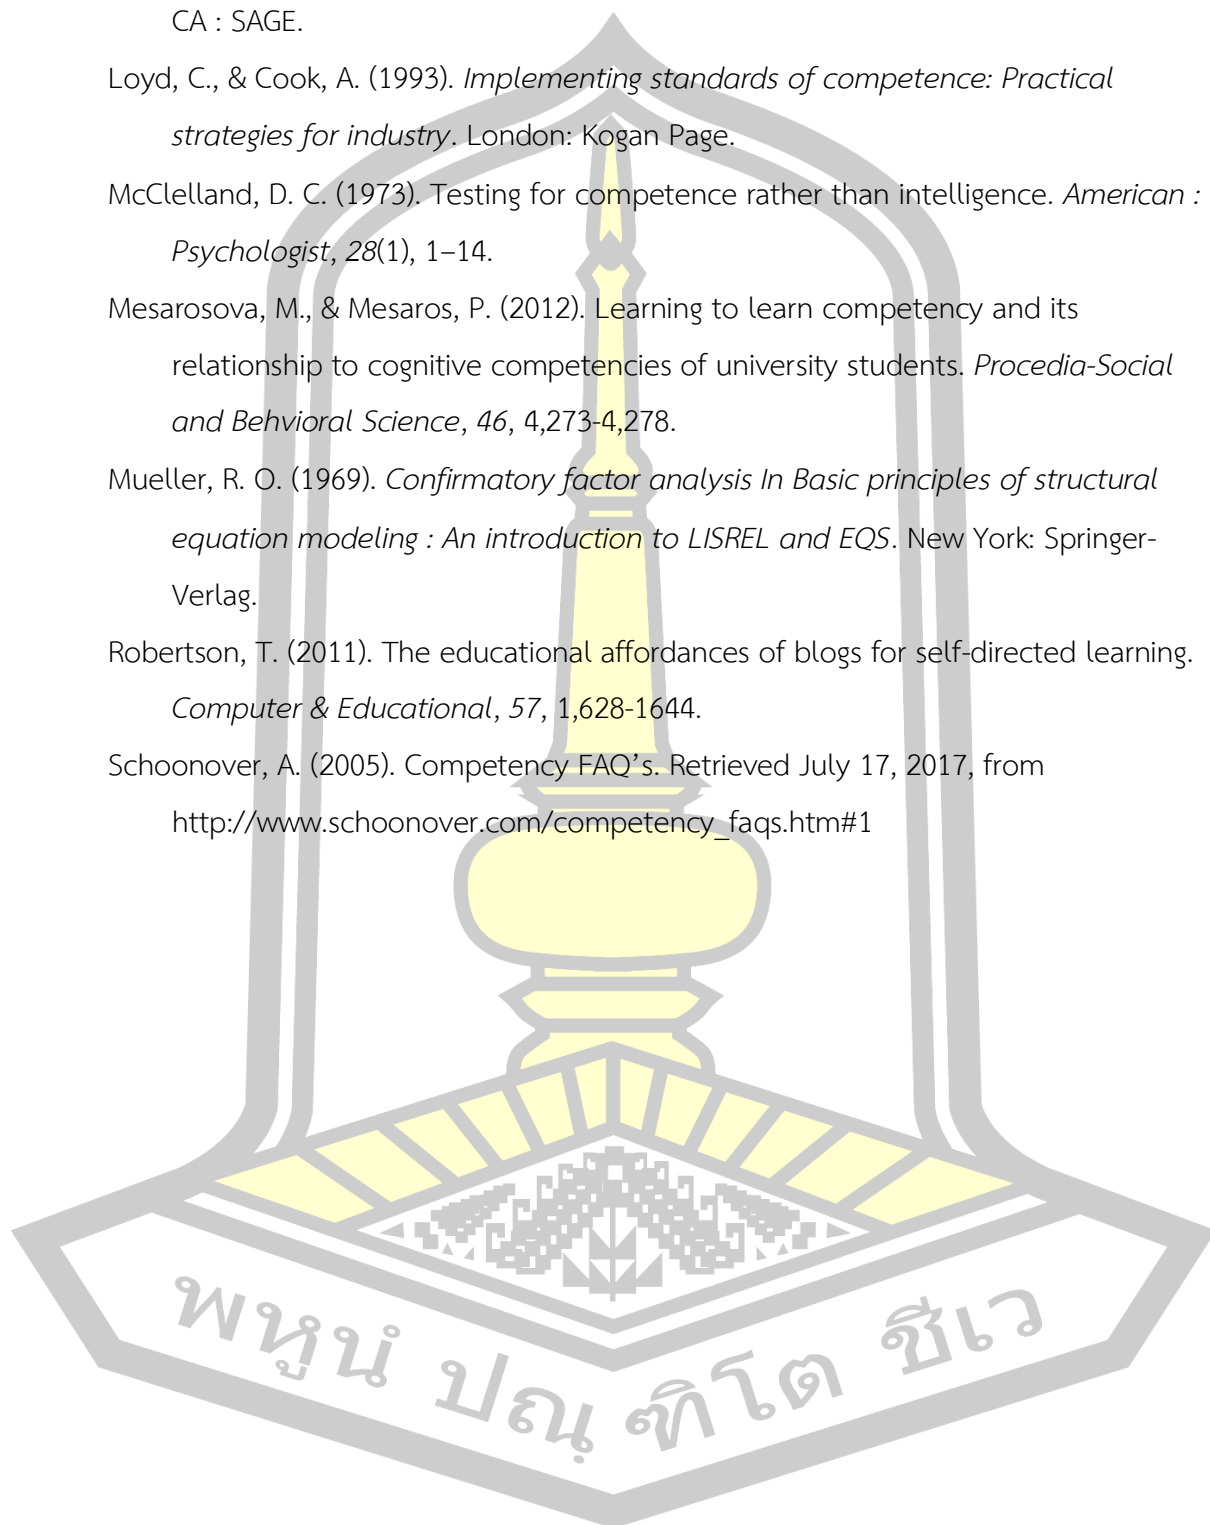 CA : SAGE.
Loyd, C., & Cook, A. (1993). Implementing standards of competence: Practical
strategies for industry. London: Kogan Page.
McClelland, D. C. (1973). Testing for competence rather than intelligence. American :
Psychologist, 28(1), 1–14.
Mesarosova, M., & Mesaros, P. (2012). Learning to learn competency and its
relationship to cognitive competencies of university students. Procedia-Social
and Behvioral Science, 46, 4,273-4,278.
Mueller, R. O. (1969). Confirmatory factor analysis In Basic principles of structural
equation modeling : An introduction to LISREL and EQS. New York: Springer-
Verlag.
Robertson, T. (2011). The educational affordances of blogs for self-directed learning.
Computer & Educational, 57, 1,628-1644.
Schoonover, A. (2005). Competency FAQ’s. Retrieved July 17, 2017, from
http://www.schoonover.com/competency_faqs.htm#1
พหูนํ ปณฺ ฑิโต ชีเว